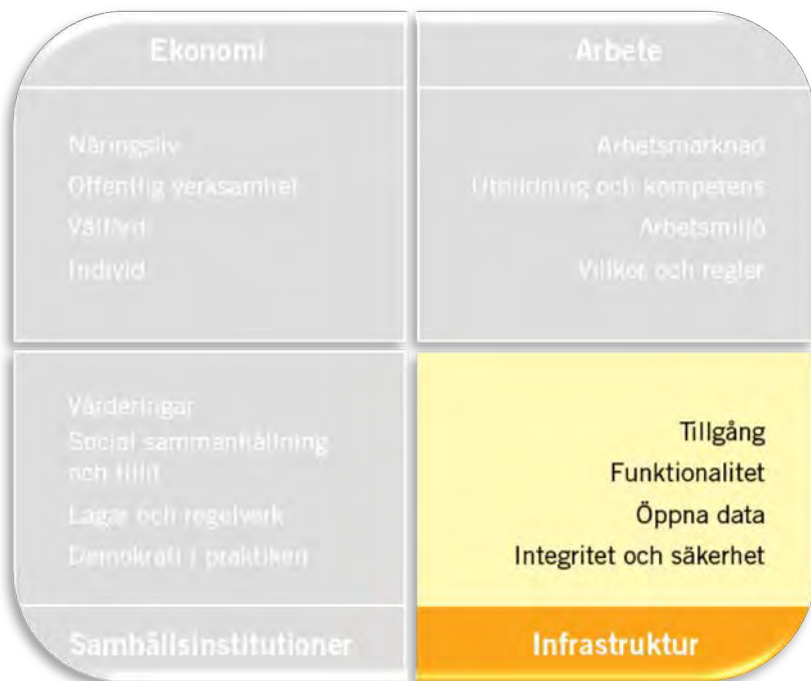 Ekonomi
Näringsliv
Offentlig verksamhet
Välfärd
Individ
Arbete
Arbetsmarknad
Utbildning och kompetens
Arbetsmiljö
Villkor och regler
Värderingar
Social sammanhållning
och tillit
Lagar och regelverk
Demokrati i praktiken
Samhällsinstitutioner
Tillgång
Funktionalitet
Öppna data
Integritet och säkerhet
Infrastruktur